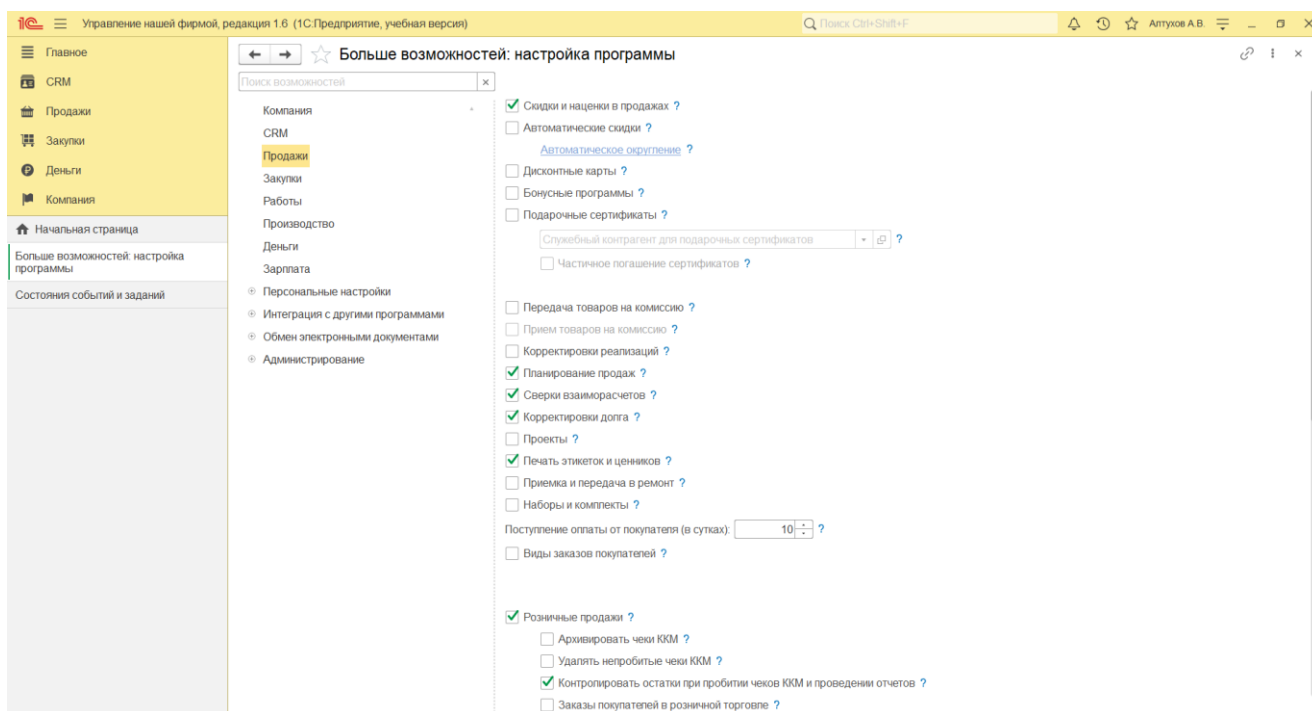 1С Управление нашей фирмой, редакция 1.6 (1С:Предприятие, учебная версия) Поиск Ctrl+Shift+F Алтухов А.В.
Главное
CRM
Продажи
Закупки
Деньги
Компания
Начальная страница
Больше возможностей: настройка
программы
Состояния событий и заданий
Больше возможностей: настройка программы
Поиск возможностей
Компания
CRM
Продажи
Закупки
Работы
Производство
Деньги
Зарплата
Персональные настройки
Интеграция с другими программами
Обмен электронными документами
Администрирование
Скидки и наценки в продажах ?
Автоматические скидки ?
Автоматическое округление ?
Дисконтные карты ?
Бонусные программы ?
Подарочные сертификаты ?
Служебный контрагент для подарочных сертификатов ?
Частичное погашение сертификатов ?
Передача товаров на комиссию ?
Прием товаров на комиссию ?
Корректировки реализаций ?
Планирование продаж ?
Сверки взаиморасчетов ?
Корректировки долга ?
Проекты ?
Печать этикеток и ценников ?
Приемка и передача в ремонт ?
Наборы и комплекты ?
Поступление оплаты от покупателя (в сутках): 10 ?
Виды заказов покупателей ?
Розничные продажи ?
Архивировать чеки ККМ ?
Удалять непробитые чеки ККМ ?
Контролировать остатки при пробитии чеков ККМ и проведении отчетов ?
Заказы покупателей в розничной торговле ?